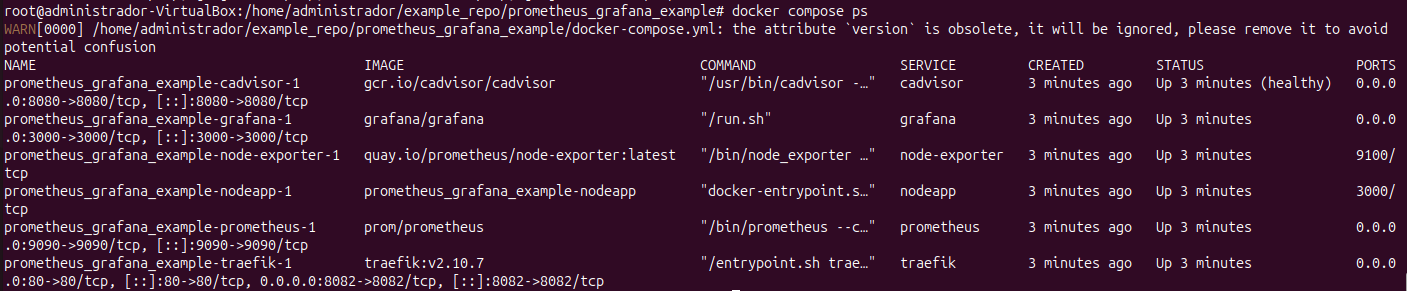 root@administrador-VirtualBox:/home/administrador/example_repo/prometheus_grafana_example# docker compose ps
WARN[0000] /home/administrador/example_repo/prometheus_grafana_example/docker-compose.yml: the attribute `version` is obsolete, it will be ignored, please remove it to avoid
potential confusion
NAME IMAGE COMMAND SERVICE CREATED STATUS PORTS
prometheus_grafana_example-cadvisor-1 gcr.io/cadvisor/cadvisor "/usr/bin/cadvisor -…" cadvisor 3 minutes ago Up 3 minutes (healthy) 0.0.0
.0:8080->8080/tcp, [::]:8080->8080/tcp
prometheus_grafana_example-grafana-1 grafana/grafana "/run.sh" grafana 3 minutes ago Up 3 minutes 0.0.0
.0:3000->3000/tcp, [::]:3000->3000/tcp
prometheus_grafana_example-node-exporter-1 quay.io/prometheus/node-exporter:latest "/bin/node_exporter …" node-exporter 3 minutes ago Up 3 minutes 9100/
tcp
prometheus_grafana_example-nodeapp-1 prometheus_grafana_example-nodeapp "docker-entrypoint.s…" nodeapp 3 minutes ago Up 3 minutes 3000/
tcp
prometheus_grafana_example-prometheus-1 prom/prometheus "/bin/prometheus --c…" prometheus 3 minutes ago Up 3 minutes 0.0.0
.0:9090->9090/tcp, [::]:9090->9090/tcp
prometheus_grafana_example-traefik-1 traefik:v2.10.7 "/entrypoint.sh trae…" traefik 3 minutes ago Up 3 minutes 0.0.0
.0:80->80/tcp, [::]:80->80/tcp, 0.0.0.0:8082->8082/tcp, [::]:8082->8082/tcp